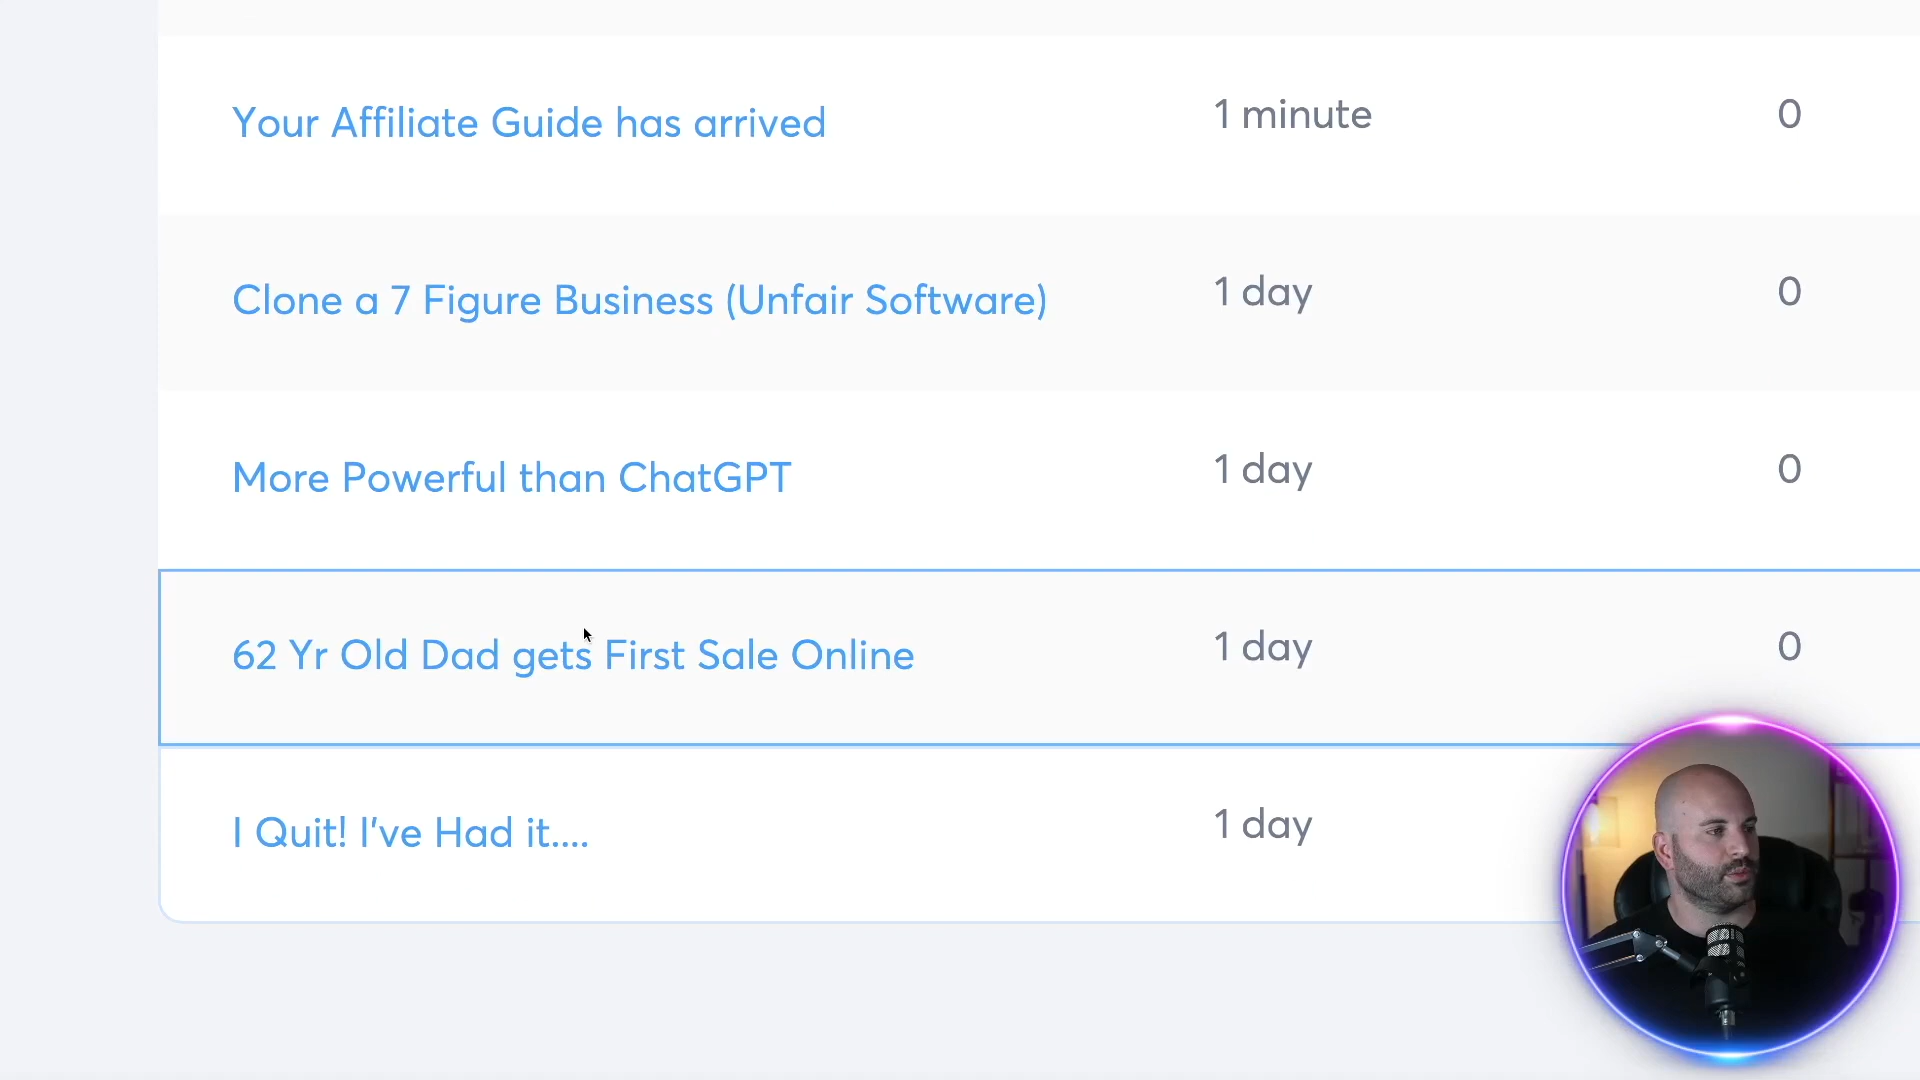 Your Affiliate Guide has arrived 1 minute 0
Clone a 7 Figure Business (Unfair Software) 1 day 0
More Powerful than ChatGPT 1 day 0
62 Yr Old Dad gets First Sale Online 1 day 0
I Quit! I've Had it.... 1 day